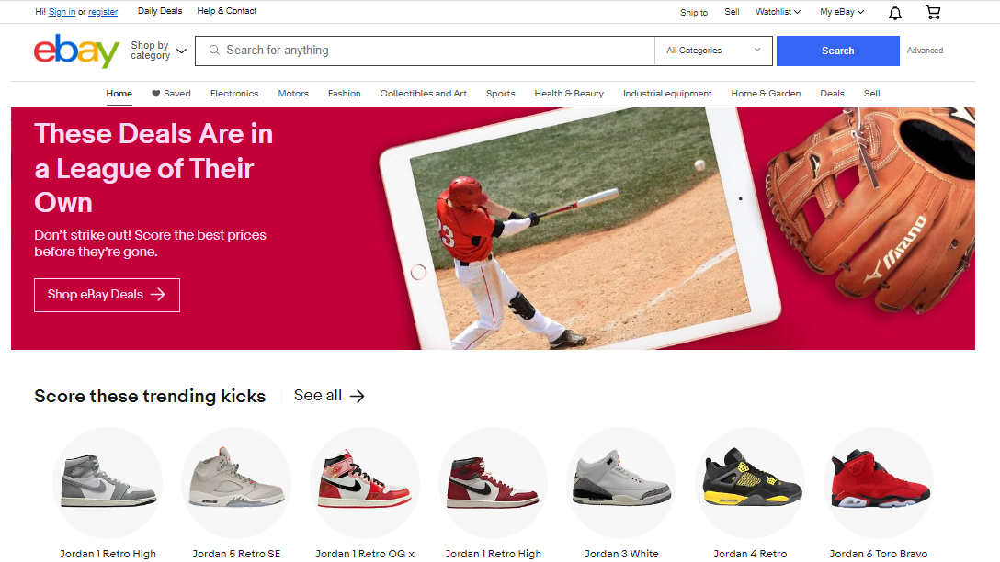 Hi! Sign in or register Daily Deals Help & Contact Ship to Sell Watchlist My eBay
ebay Shop by category Search for anything All Categories Search Advanced
Home Saved Electronics Motors Fashion Collectibles and Art Sports Health & Beauty Industrial equipment Home & Garden Deals Sell
These Deals Are in
a League of Their
Own
Don't strike out! Score the best prices
before they're gone.
Shop eBay Deals
23
MIZUNO
Score these trending kicks See all
Jordan 1 Retro High Jordan 5 Retro SE Jordan 1 Retro OG x Jordan 1 Retro High Jordan 3 White Jordan 4 Retro Jordan 6 Toro Bravo